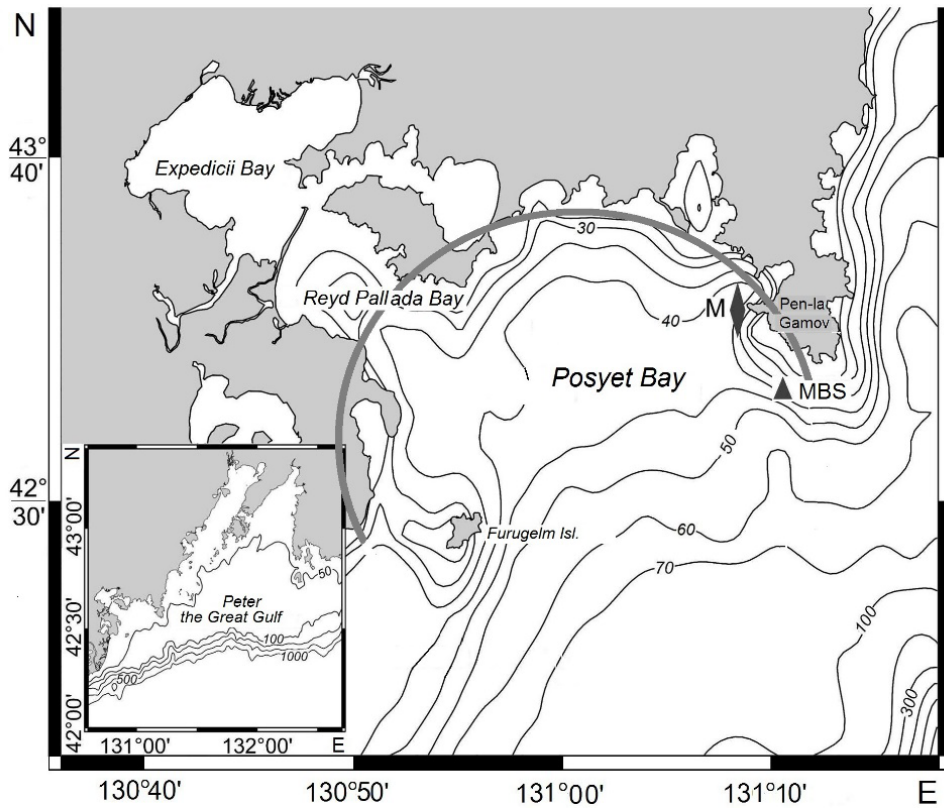 N
43°
40'
Expedicii Bay
30
Reyd Pallada Bay
40
M
Pen-la
Gamov
Posyet Bay
MBS
50
42°
30'
Furugelm Isl.
60
70
100
300
N
43°00'
50
Peter
the Great Gulf
42°30'
100
1000
500
42°00'
131°00'
132°00'
E
130°40'
130°50'
131°00'
131°10'
E